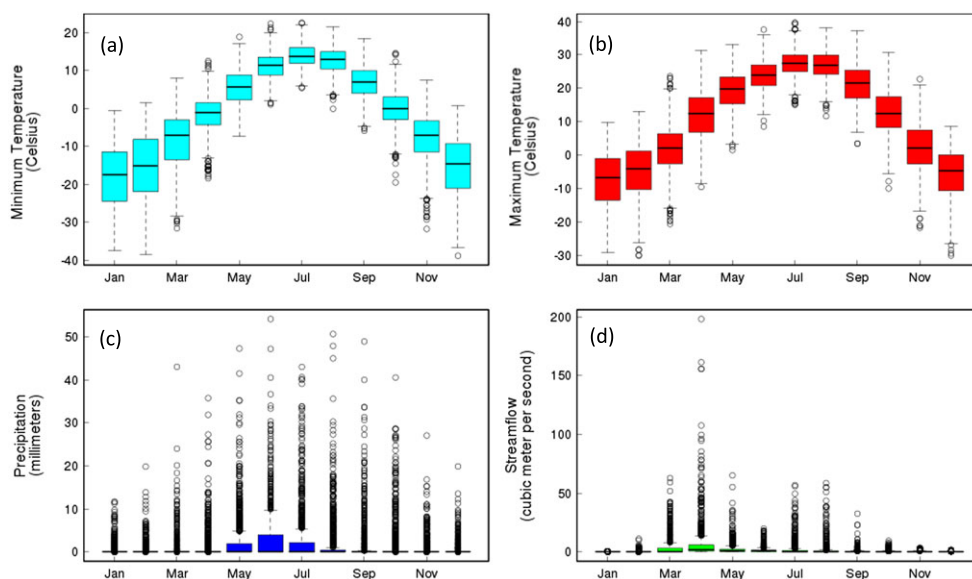 (a)
Minimum Temperature
(Celsius)
20
10
0
-10
-20
-30
-40
Jan Mar May Jul Sep Nov
(b)
Maximum Temperature
(Celsius)
40
30
20
10
0
-10
-20
-30
Jan Mar May Jul Sep Nov
(c)
Precipitation
(millimeters)
50
40
30
20
10
0
Jan Mar May Jul Sep Nov
(d)
Streamflow
(cubic meter per second)
200
150
100
50
0
Jan Mar May Jul Sep Nov